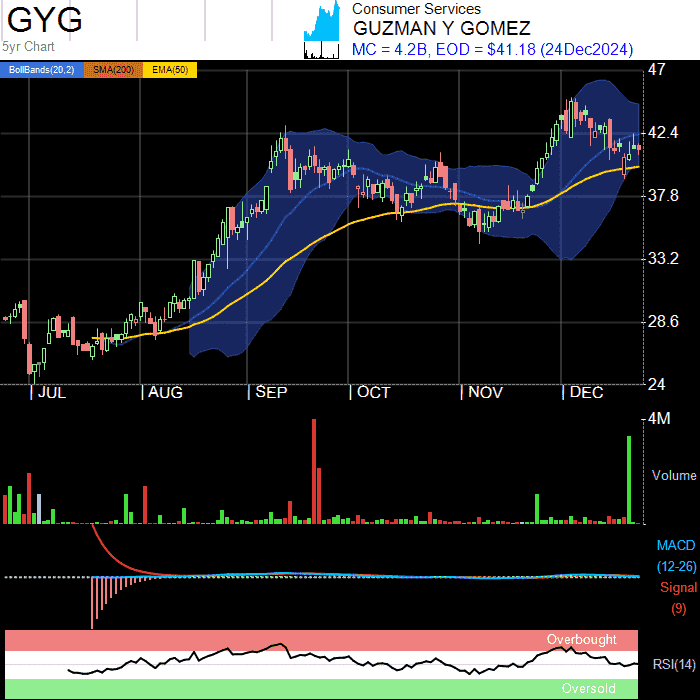 GYG
5yr Chart
Consumer Services
GUZMAN Y GOMEZ
MC = 4.2B, EOD = $41.18 (24Dec2024)
BollBands(20,2) SMA(200) EMA(50)
47
42.4
37.8
33.2
28.6
24
JUL AUG SEP OCT NOV DEC
4M
Volume
MACD
(12-26)
Signal
(9)
Overbought
RSI(14)
Oversold